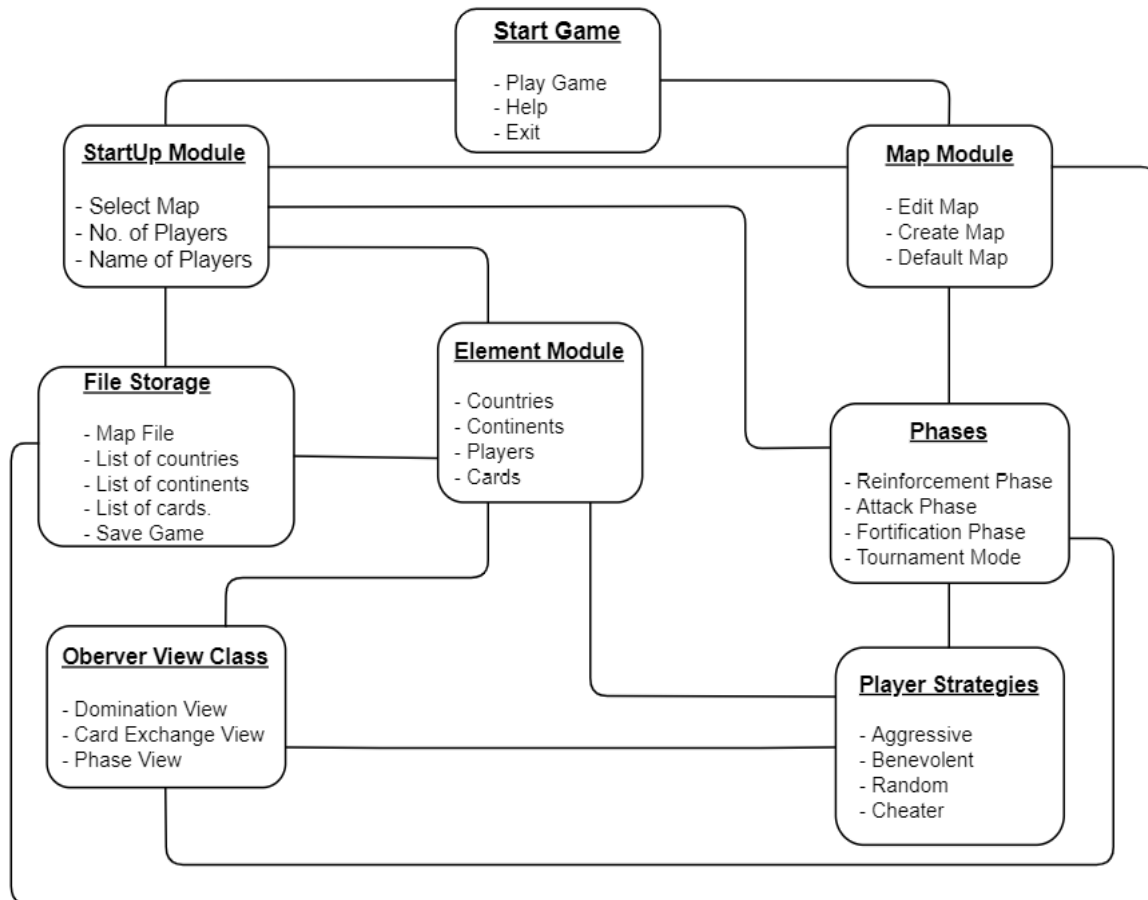 Start Game
- Play Game
- Help
- Exit
StartUp Module
- Select Map
- No. of Players
- Name of Players
Map Module
- Edit Map
- Create Map
- Default Map
Element Module
- Countries
- Continents
- Players
- Cards
File Storage
- Map File
- List of countries
- List of continents
- List of cards.
- Save Game
Phases
- Reinforcement Phase
- Attack Phase
- Fortification Phase
- Tournament Mode
Oberver View Class
- Domination View
- Card Exchange View
- Phase View
Player Strategies
- Aggressive
- Benevolent
- Random
- Cheater